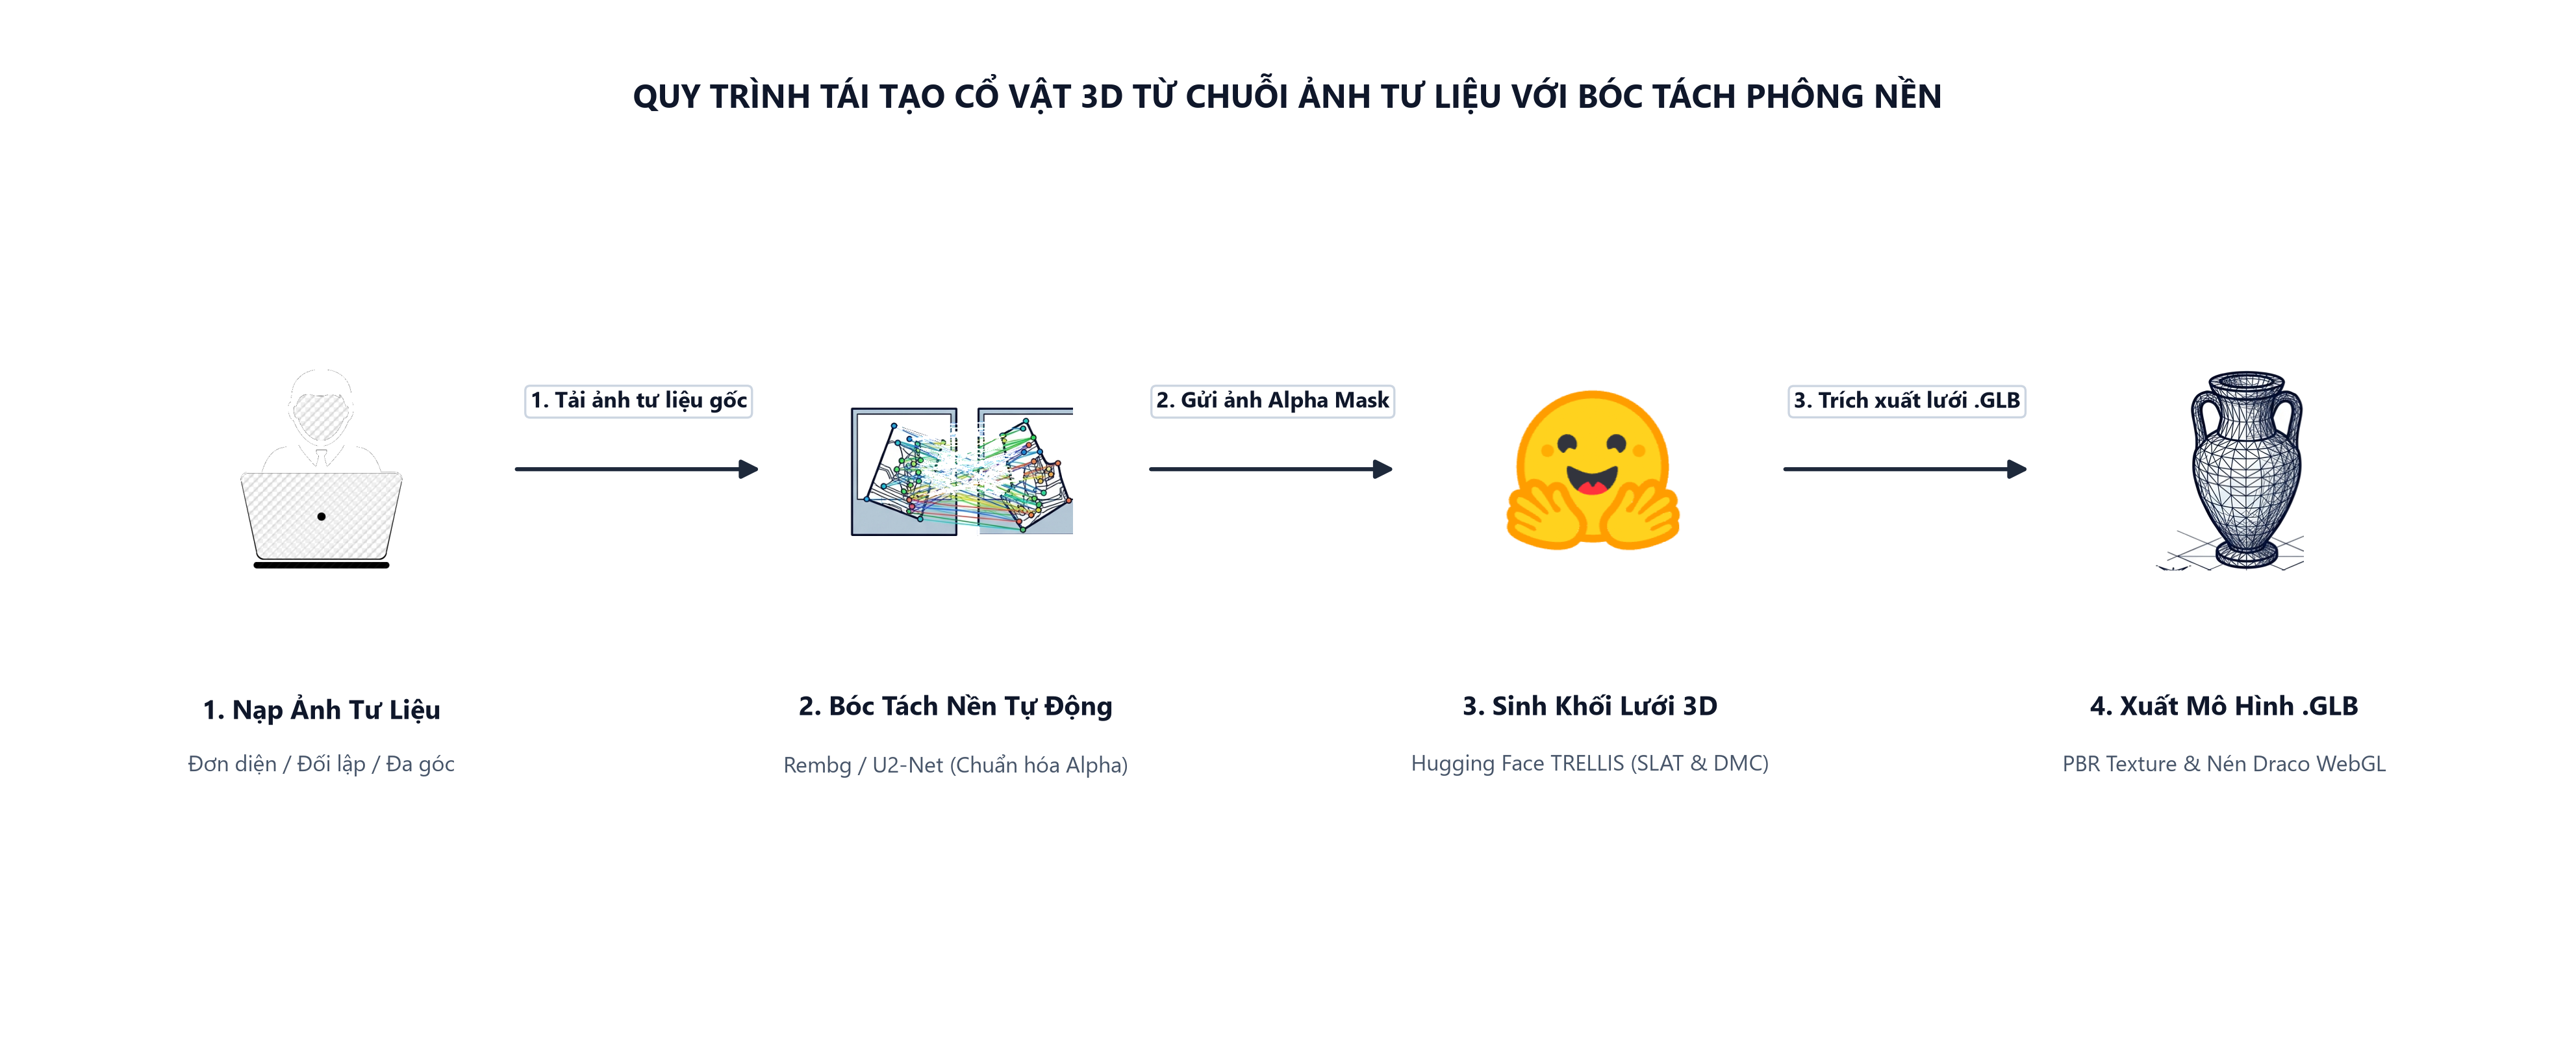 QUY TRÌNH TÁI TẠO CỔ VẬT 3D TỪ CHUỖI ẢNH TƯ LIỆU VỚI BÓC TÁCH PHÔNG NỀN
1. Tải ảnh tư liệu gốc
2. Gửi ảnh Alpha Mask
3. Trích xuất lưới .GLB
1. Nạp Ảnh Tư Liệu
2. Bóc Tách Nền Tự Động
3. Sinh Khối Lưới 3D
4. Xuất Mô Hình .GLB
Đơn diện / Đối lập / Đa góc
Rembg / U2-Net (Chuẩn hóa Alpha)
Hugging Face TRELLIS (SLAT & DMC)
PBR Texture & Nén Draco WebGL